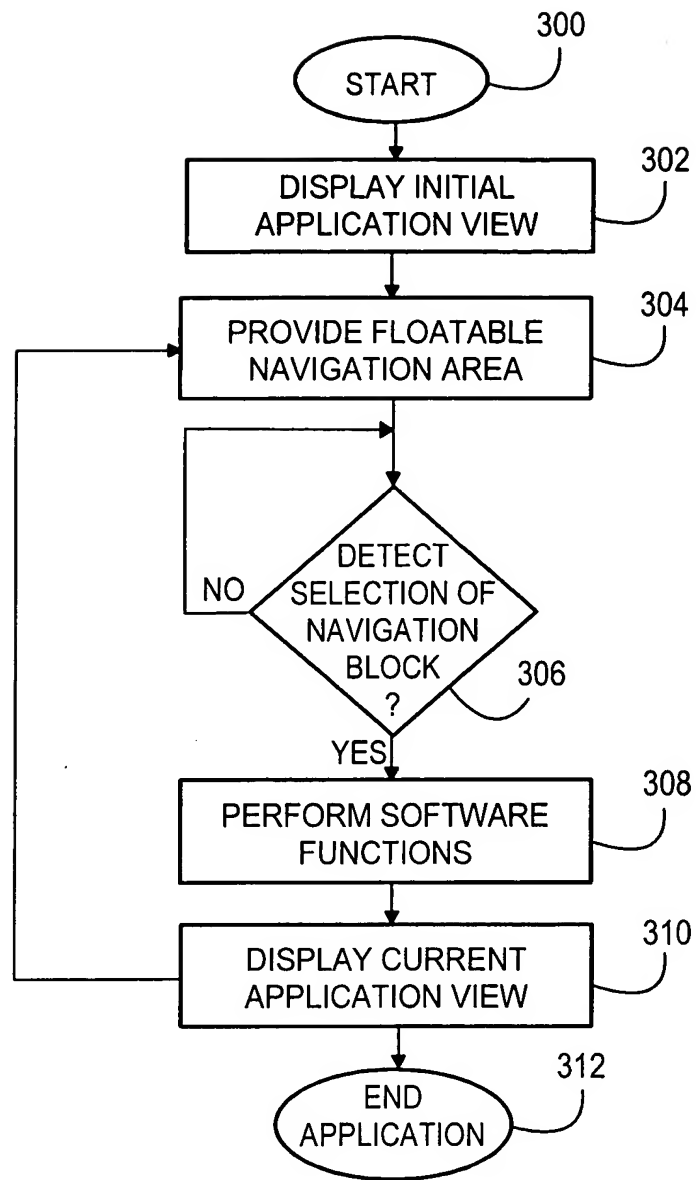 300
START
302
DISPLAY INITIAL
APPLICATION VIEW
304
PROVIDE FLOATABLE
NAVIGATION AREA
DETECT
SELECTION OF
NAVIGATION
BLOCK
?
NO
306
YES
308
PERFORM SOFTWARE
FUNCTIONS
310
DISPLAY CURRENT
APPLICATION VIEW
312
END
APPLICATION